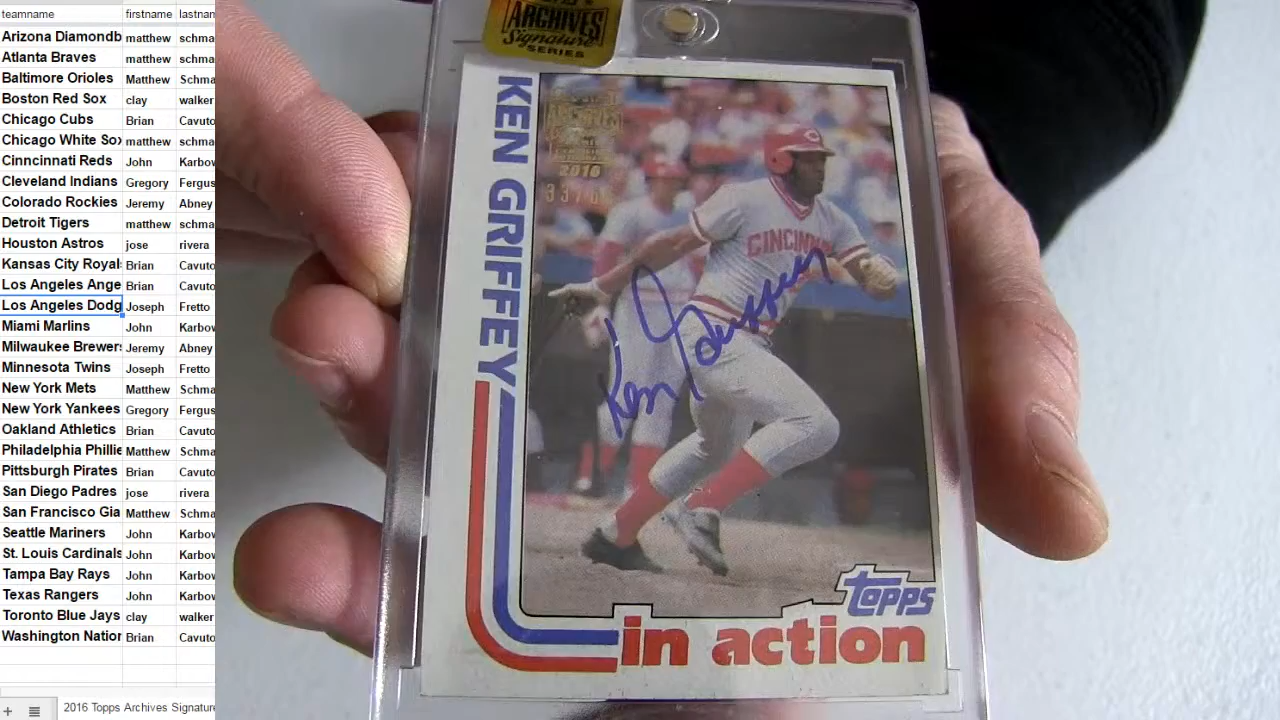 teamname firstname lastnam
Arizona Diamondb matthew schma
Atlanta Braves matthew schma
Baltimore Orioles Matthew Schma
Boston Red Sox clay walker
Chicago Cubs Brian Cavuto
Chicago White Sox matthew schma
Cinncinnati Reds John Karbow
Cleveland Indians Gregory Fergus
Colorado Rockies Jeremy Abney
Detroit Tigers matthew schma
Houston Astros jose rivera
Kansas City Royal Brian Cavuto
Los Angeles Ange Brian Cavuto
Los Angeles Dodg Joseph Fretto
Miami Marlins John Karbow
Milwaukee Brewers Jeremy Abney
Minnesota Twins Joseph Fretto
New York Mets Matthew Schma
New York Yankees Gregory Fergus
Oakland Athletics Brian Cavuto
Philadelphia Phillie Matthew Schma
Pittsburgh Pirates Brian Cavuto
San Diego Padres jose rivera
San Francisco Gia Matthew Schma
Seattle Mariners John Karbow
St. Louis Cardinals John Karbow
Tampa Bay Rays John Karbow
Texas Rangers John Karbow
Toronto Blue Jays clay walker
Washington Nation Brian Cavuto
2016 Topps Archives Signature
ARCHIVES
Signature
SERIES
KEN GRIFFEY
ARCHIVES
2016
C
CINCINN
Ken Griffey
topps
in action